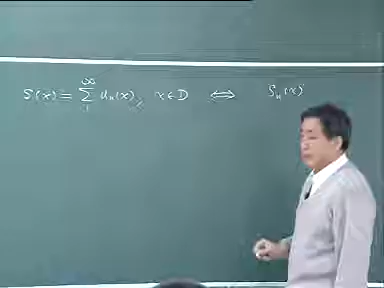 S(x) = ∑₁^∞ uₙ(x), x∈D ⇔ Sₙ(x)